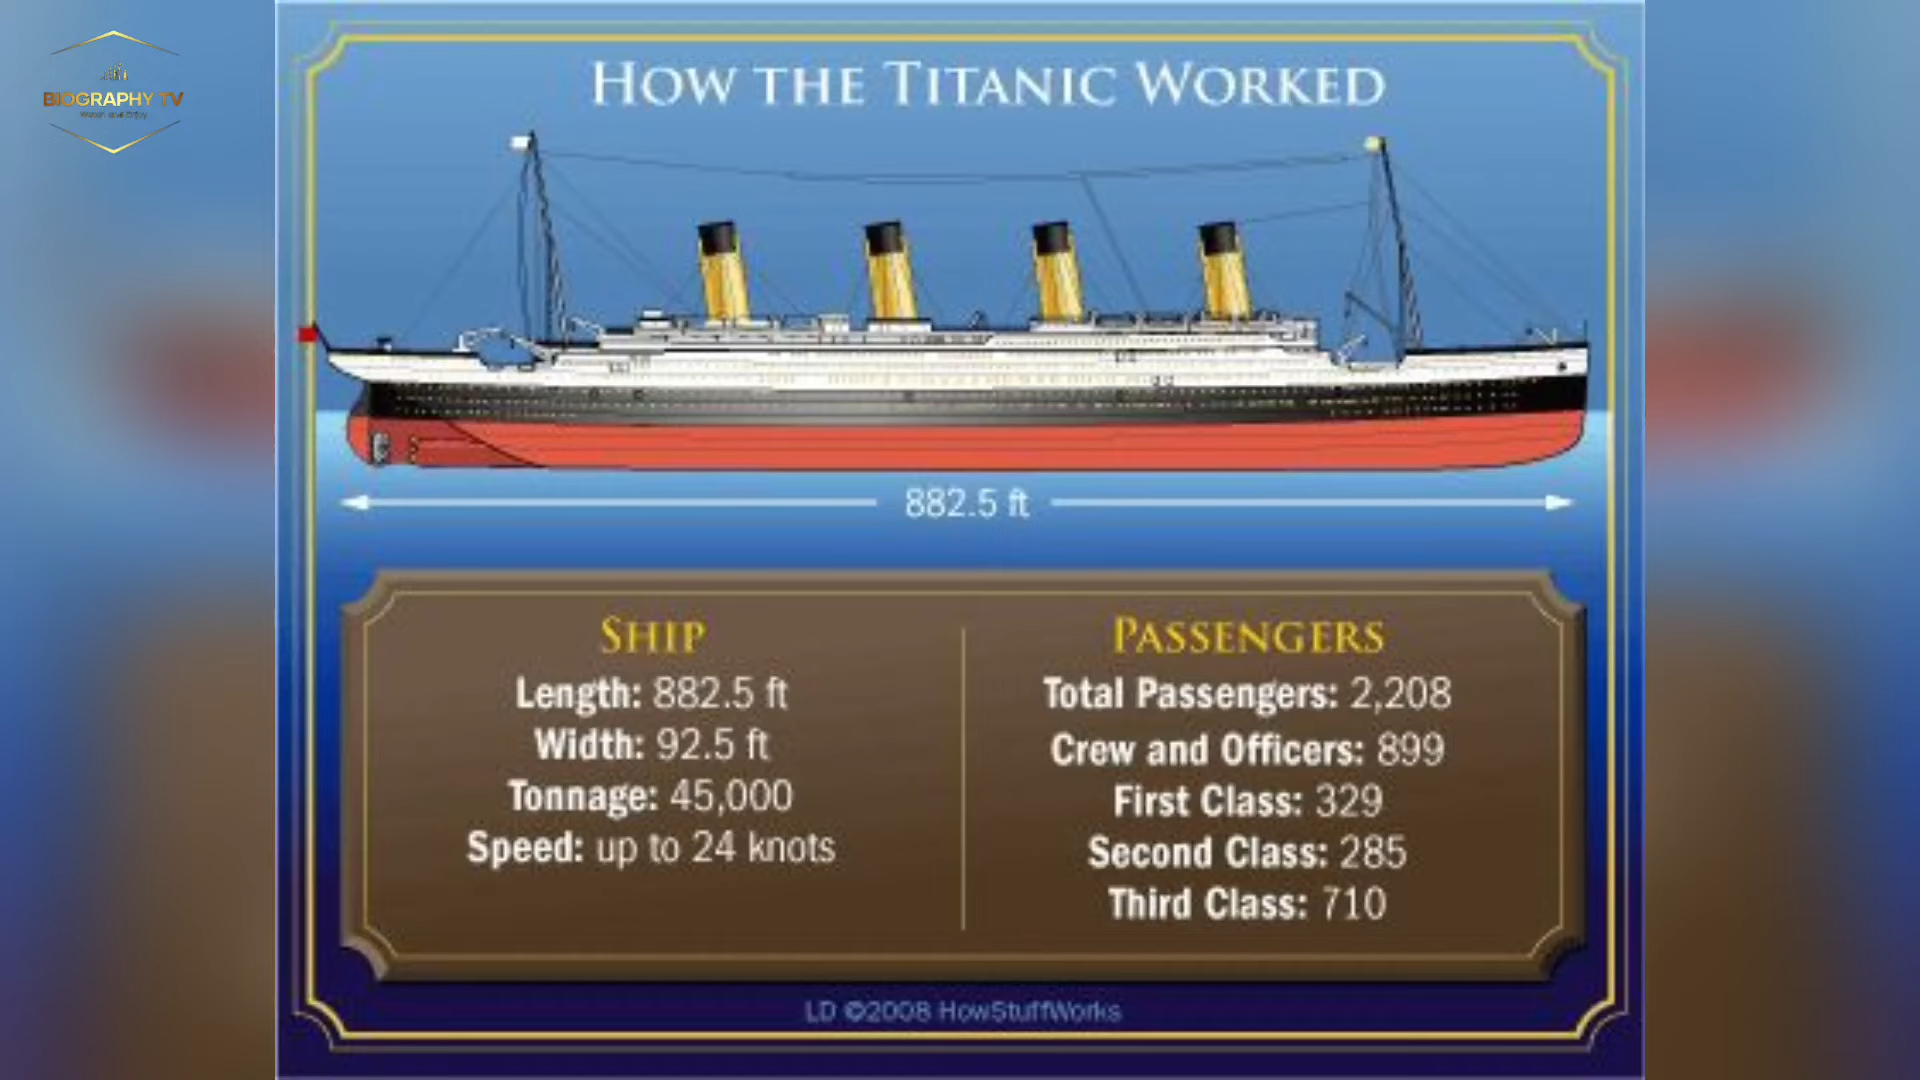 BIOGRAPHY TV
HOW THE TITANIC WORKED
882.5 ft
SHIP
Length: 882.5 ft
Width: 92.5 ft
Tonnage: 45,000
Speed: up to 24 knots
PASSENGERS
Total Passengers: 2,208
Crew and Officers: 899
First Class: 329
Second Class: 285
Third Class: 710
LD ©2008 HowStuffWorks